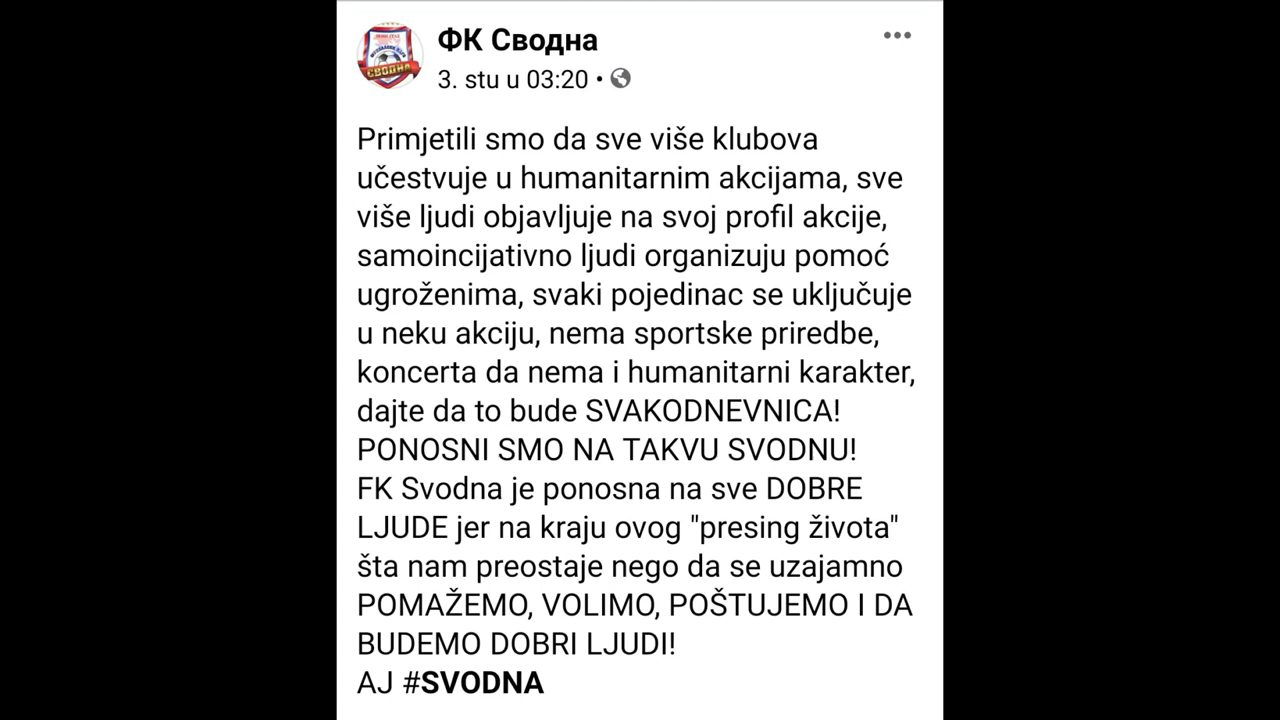 ФК Сводна
3. stu u 03:20 •
Primjetili smo da sve više klubova
učestvuje u humanitarnim akcijama, sve
više ljudi objavljuje na svoj profil akcije,
samoincijativno ljudi organizuju pomoć
ugroženima, svaki pojedinac se uključuje
u neku akciju, nema sportske priredbe,
koncerta da nema i humanitarni karakter,
dajte da to bude SVAKODNEVNICA!
PONOSNI SMO NA TAKVU SVODNU!
FK Svodna je ponosna na sve DOBRE
LJUDE jer na kraju ovog "presing života"
šta nam preostaje nego da se uzajamno
POMAŽEMO, VOLIMO, POŠTUJEMO I DA
BUDEMO DOBRI LJUDI!
AJ #SVODNA
СВОДНА